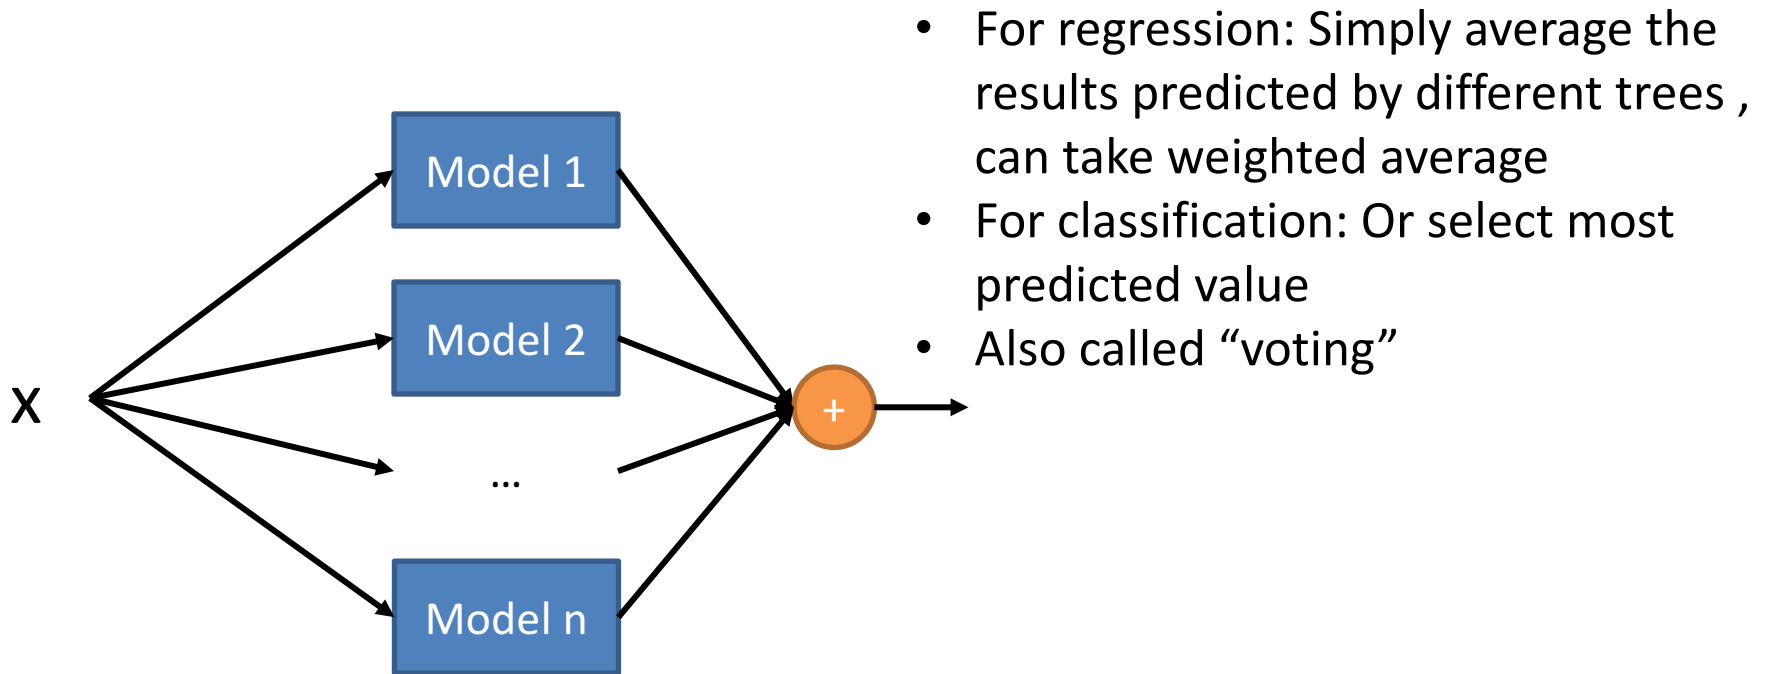 • For regression: Simply average the
results predicted by different trees ,
can take weighted average
• For classification: Or select most
predicted value
• Also called “voting”
Model 1
Model 2
x
+
...
Model n